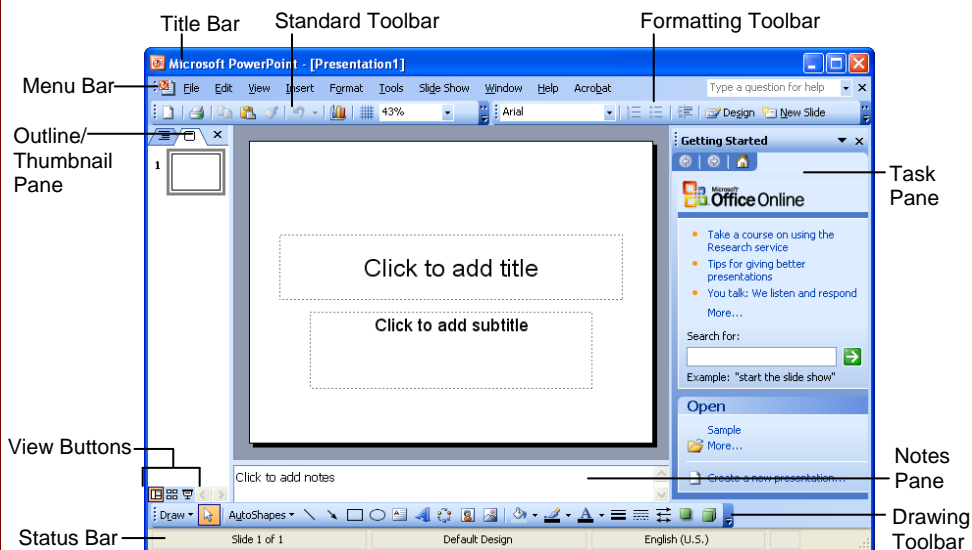 Title Bar
Standard Toolbar
Formatting Toolbar
Microsoft PowerPoint - [Presentation1]
Menu Bar
File Edit View Insert Format Tools Slide Show Window Help Acrobat
Type a question for help
43%
Arial
Design
New Slide
Outline/
Thumbnail
Pane
1
Getting Started
Task
Pane
Microsoft
Office Online
Take a course on using the
Research service
Tips for giving better
presentations
You talk: We listen and respond
More...
Click to add title
Click to add subtitle
Search for:
Example: "start the slide show"
Open
Sample
More...
Create a new presentation...
View Buttons
Notes
Pane
Click to add notes
Draw
AutoShapes
Drawing
Toolbar
Status Bar
Slide 1 of 1
Default Design
English (U.S.)